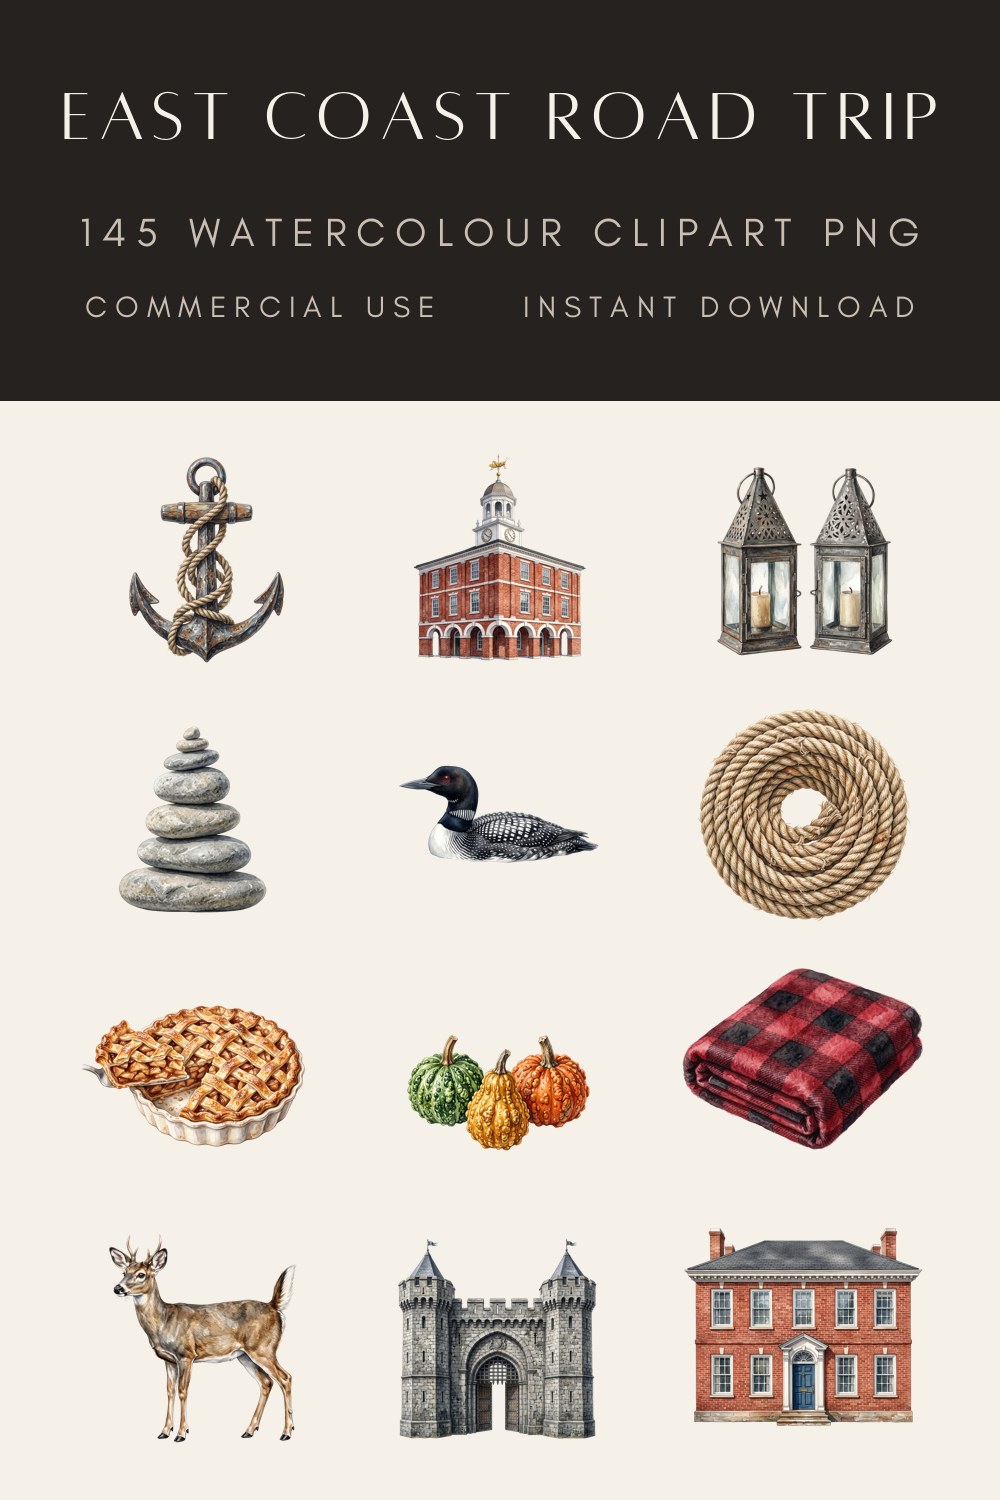 EAST COAST ROAD TRIP
145 WATERCOLOUR CLIPART PNG
COMMERCIAL USE INSTANT DOWNLOAD